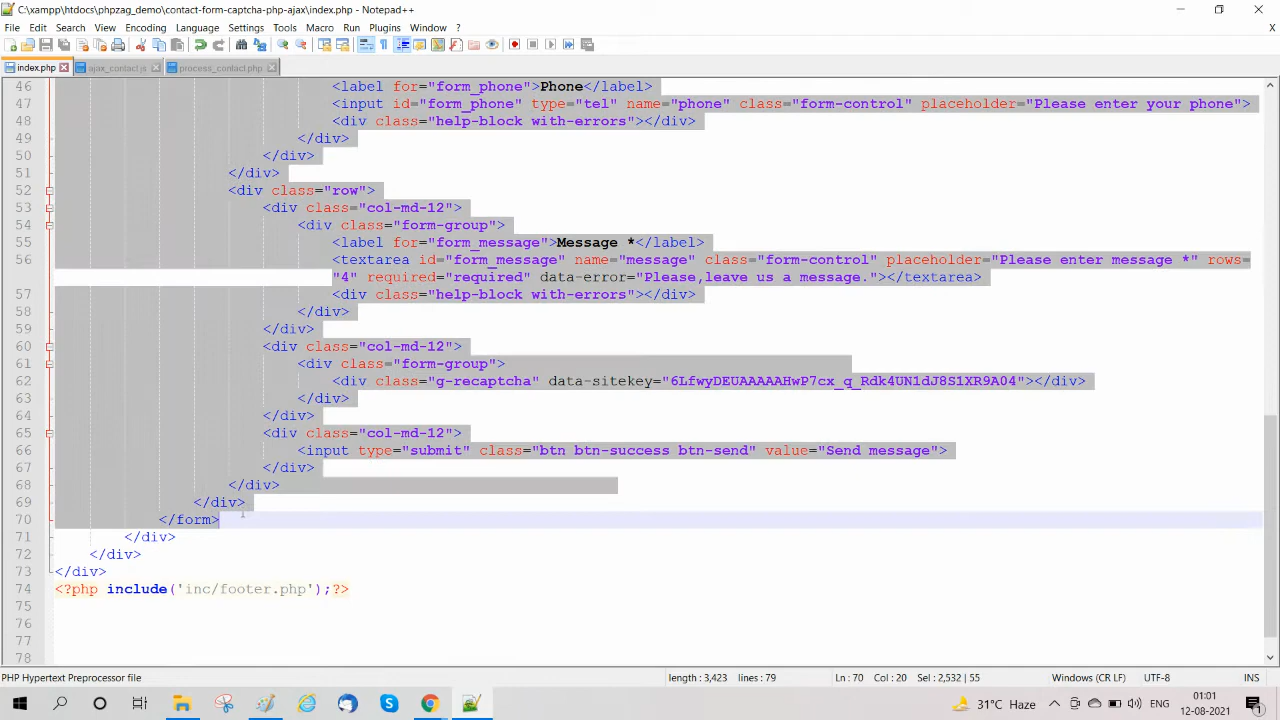 C:\xampp\htdocs\phpzag_demo\contact-form-captcha-php-ajax\index.php - Notepad++
File Edit Search View Encoding Language Settings Tools Macro Run Plugins Window ?
index.php ajax_contact.js process_contact.php
46 <label for="form_phone">Phone</label>
47 <input id="form_phone" type="tel" name="phone" class="form-control" placeholder="Please enter your phone">
48 <div class="help-block with-errors"></div>
49 </div>
50 </div>
51 </div>
52 <div class="row">
53 <div class="col-md-12">
54 <div class="form-group">
55 <label for="form_message">Message *</label>
56 <textarea id="form_message" name="message" class="form-control" placeholder="Please enter message *" rows=
"4" required="required" data-error="Please,leave us a message."></textarea>
57 <div class="help-block with-errors"></div>
58 </div>
59 </div>
60 <div class="col-md-12">
61 <div class="form-group">
62 <div class="g-recaptcha" data-sitekey="6LfwyDEUAAAAAHwP7cx_q_Rdk4UN1dJ8S1XR9A04"></div>
63 </div>
64 </div>
65 <div class="col-md-12">
66 <input type="submit" class="btn btn-success btn-send" value="Send message">
67 </div>
68 </div>
69 </div>
70 </form>
71 </div>
72 </div>
73 </div>
74 <?php include('inc/footer.php');?>
75
76
77
78
PHP Hypertext Preprocessor file length : 3,423 lines : 79 Ln : 70 Col : 20 Sel : 2,532 | 55 Windows (CR LF) UTF-8 INS
31°C Haze ENG 01:01
12-08-2021